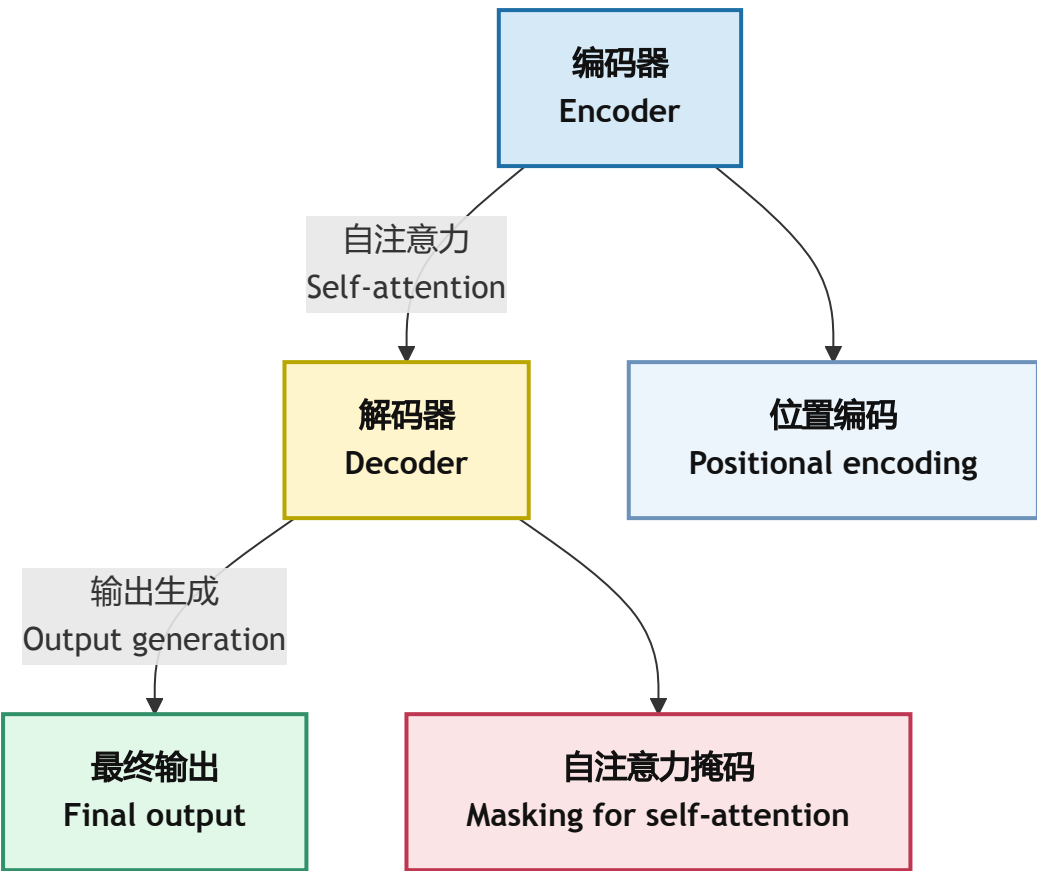 编码器
Encoder
自注意力
Self-attention
解码器
Decoder
位置编码
Positional encoding
输出生成
Output generation
最终输出
Final output
自注意力掩码
Masking for self-attention